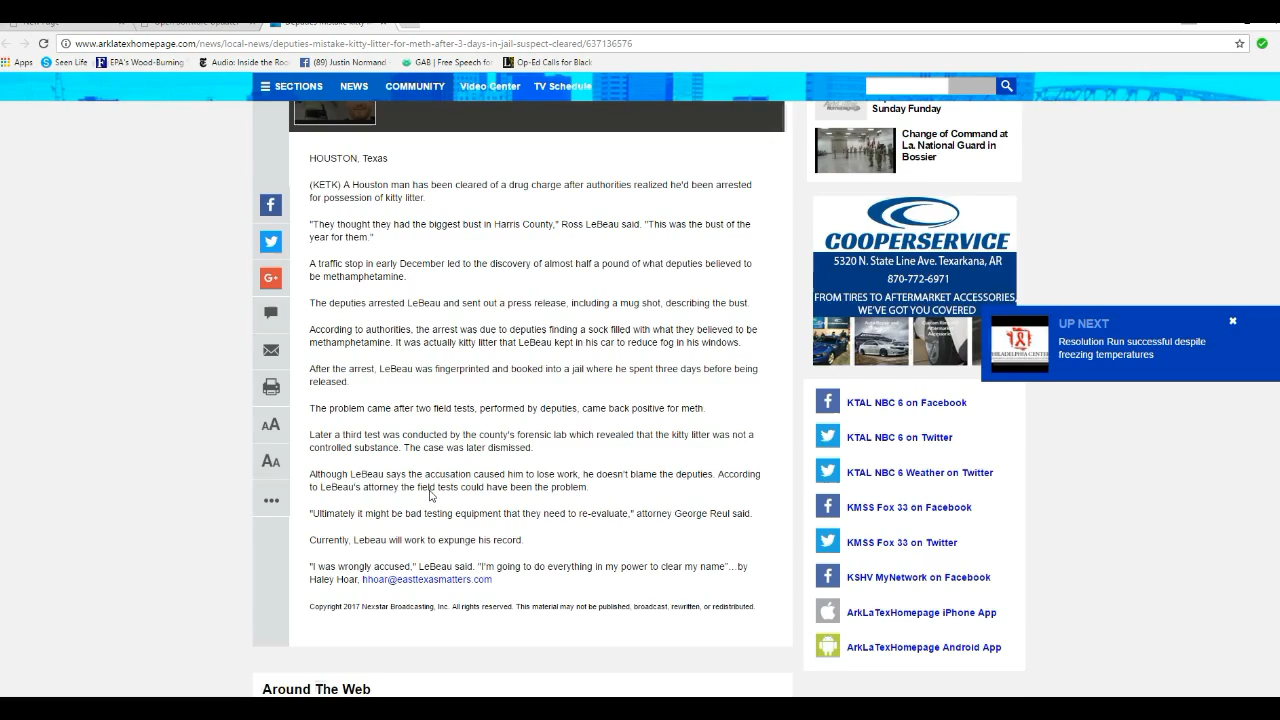 www.arklatexhomepage.com/news/local-news/deputies-mistake-kitty-litter-for-meth-after-3-days-in-jail-suspect-cleared/637136576
Apps Seen Life EPA's Wood-Burning Audio: Inside the Ro (89) Justin Normand GAB | Free Speech for Op-Ed Calls for Black
SECTIONS NEWS COMMUNITY Video Center TV Schedule
Sunday Funday
Change of Command at
La. National Guard in
Bossier
HOUSTON, Texas
(KETK) A Houston man has been cleared of a drug charge after authorities realized he'd been arrested
for possession of kitty litter.
"They thought they had the biggest bust in Harris County," Ross LeBeau said. "This was the bust of the
year for them."
A traffic stop in early December led to the discovery of almost half a pound of what deputies believed to
be methamphetamine.
The deputies arrested LeBeau and sent out a press release, including a mug shot, describing the bust.
According to authorities, the arrest was due to deputies finding a sock filled with what they believed to be
methamphetamine. It was actually kitty litter that LeBeau kept in his car to reduce fog in his windows.
After the arrest, LeBeau was fingerprinted and booked into a jail where he spent three days before being
released.
The problem came after two field tests, performed by deputies, came back positive for meth.
Later a third test was conducted by the county's forensic lab which revealed that the kitty litter was not a
controlled substance. The case was later dismissed.
Although LeBeau says the accusation caused him to lose work, he doesn't blame the deputies. According
to LeBeau's attorney the field tests could have been the problem.
"Ultimately it might be bad testing equipment that they need to re-evaluate," attorney George Reul said.
Currently, Lebeau will work to expunge his record.
"I was wrongly accused," LeBeau said. "I'm going to do everything in my power to clear my name"...by
Haley Hoar, hhoar@easttexasmatters.com
Copyright 2017 Nexstar Broadcasting, Inc. All rights reserved. This material may not be published, broadcast, rewritten, or redistributed.
Around The Web
COOPERSERVICE
5320 N. State Line Ave. Texarkana, AR
870-772-6971
FROM TIRES TO AFTERMARKET ACCESSORIES,
WE'VE GOT YOU COVERED
UP NEXT
Resolution Run successful despite
freezing temperatures
KTAL NBC 6 on Facebook
KTAL NBC 6 on Twitter
KTAL NBC 6 Weather on Twitter
KMSS Fox 33 on Facebook
KMSS Fox 33 on Twitter
KSHV MyNetwork on Facebook
ArkLaTexHomepage iPhone App
ArkLaTexHomepage Android App